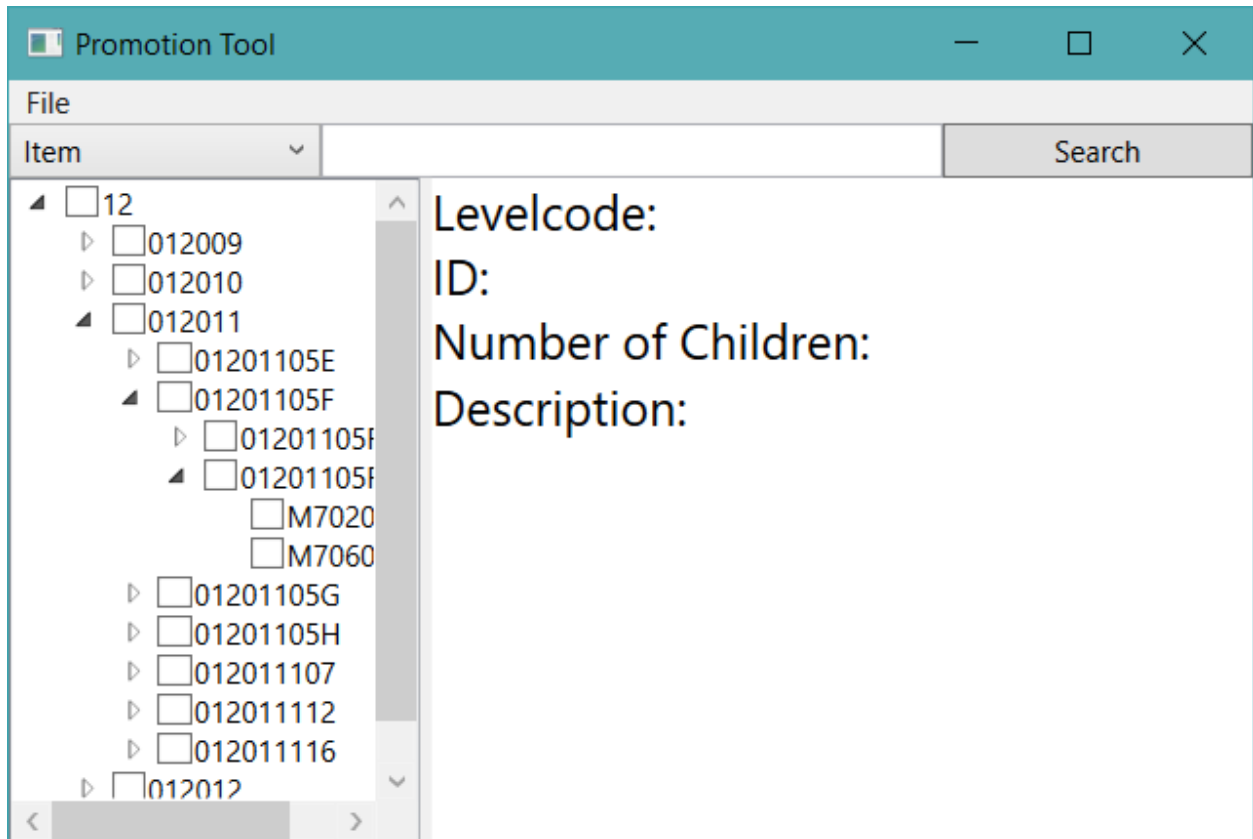 Promotion Tool
File
Item
Search
12
012009
012010
012011
01201105E
01201105F
01201105F
01201105F
M7020
M7060
01201105G
01201105H
012011107
012011112
012011116
012012
Levelcode:
ID:
Number of Children:
Description: